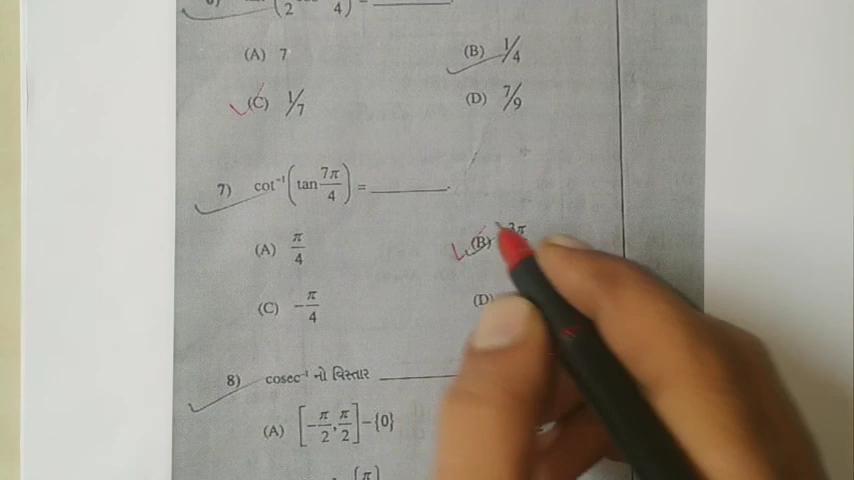 (A) 7
(B) 1/4
(C) 1/7
(D) 7/9
7) cot⁻¹(tan 7π/4) = ________.
(A) π/4
(B) 3π
(C) -π/4
(D)
8) cosec⁻¹ નો વિસ્તાર ________
(A) [-π/2, π/2] - {0}